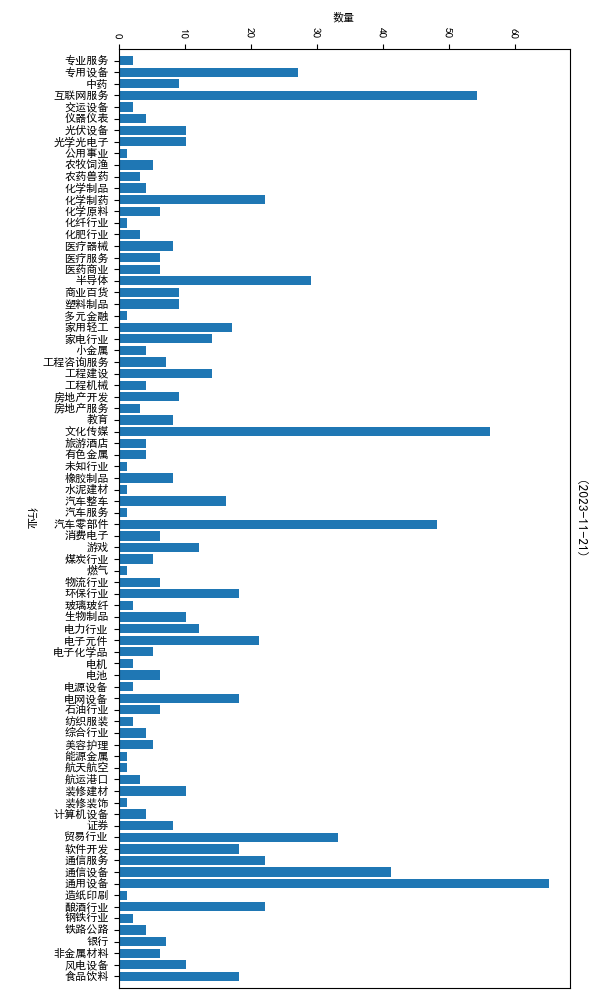 数量
0
10
20
30
40
50
60
专业服务
专用设备
中药
互联网服务
交运设备
仪器仪表
光伏设备
光学光电子
公用事业
农牧饲渔
农药兽药
化学制品
化学制药
化学原料
化纤行业
化肥行业
医疗器械
医疗服务
医药商业
半导体
商业百货
塑料制品
多元金融
家用轻工
家电行业
小金属
工程咨询服务
工程建设
工程机械
房地产开发
房地产服务
教育
文化传媒
旅游酒店
有色金属
未知行业
橡胶制品
水泥建材
汽车整车
汽车服务
汽车零部件
消费电子
游戏
煤炭行业
燃气
物流行业
环保行业
玻璃玻纤
生物制品
电力行业
电子元件
电子化学品
电机
电池
电源设备
电网设备
石油行业
纺织服装
综合行业
美容护理
能源金属
航天航空
航运港口
装修建材
装修装饰
计算机设备
证券
贸易行业
软件开发
通信服务
通信设备
通用设备
造纸印刷
酿酒行业
钢铁行业
铁路公路
银行
非金属材料
风电设备
食品饮料
行业
(2023-11-21)